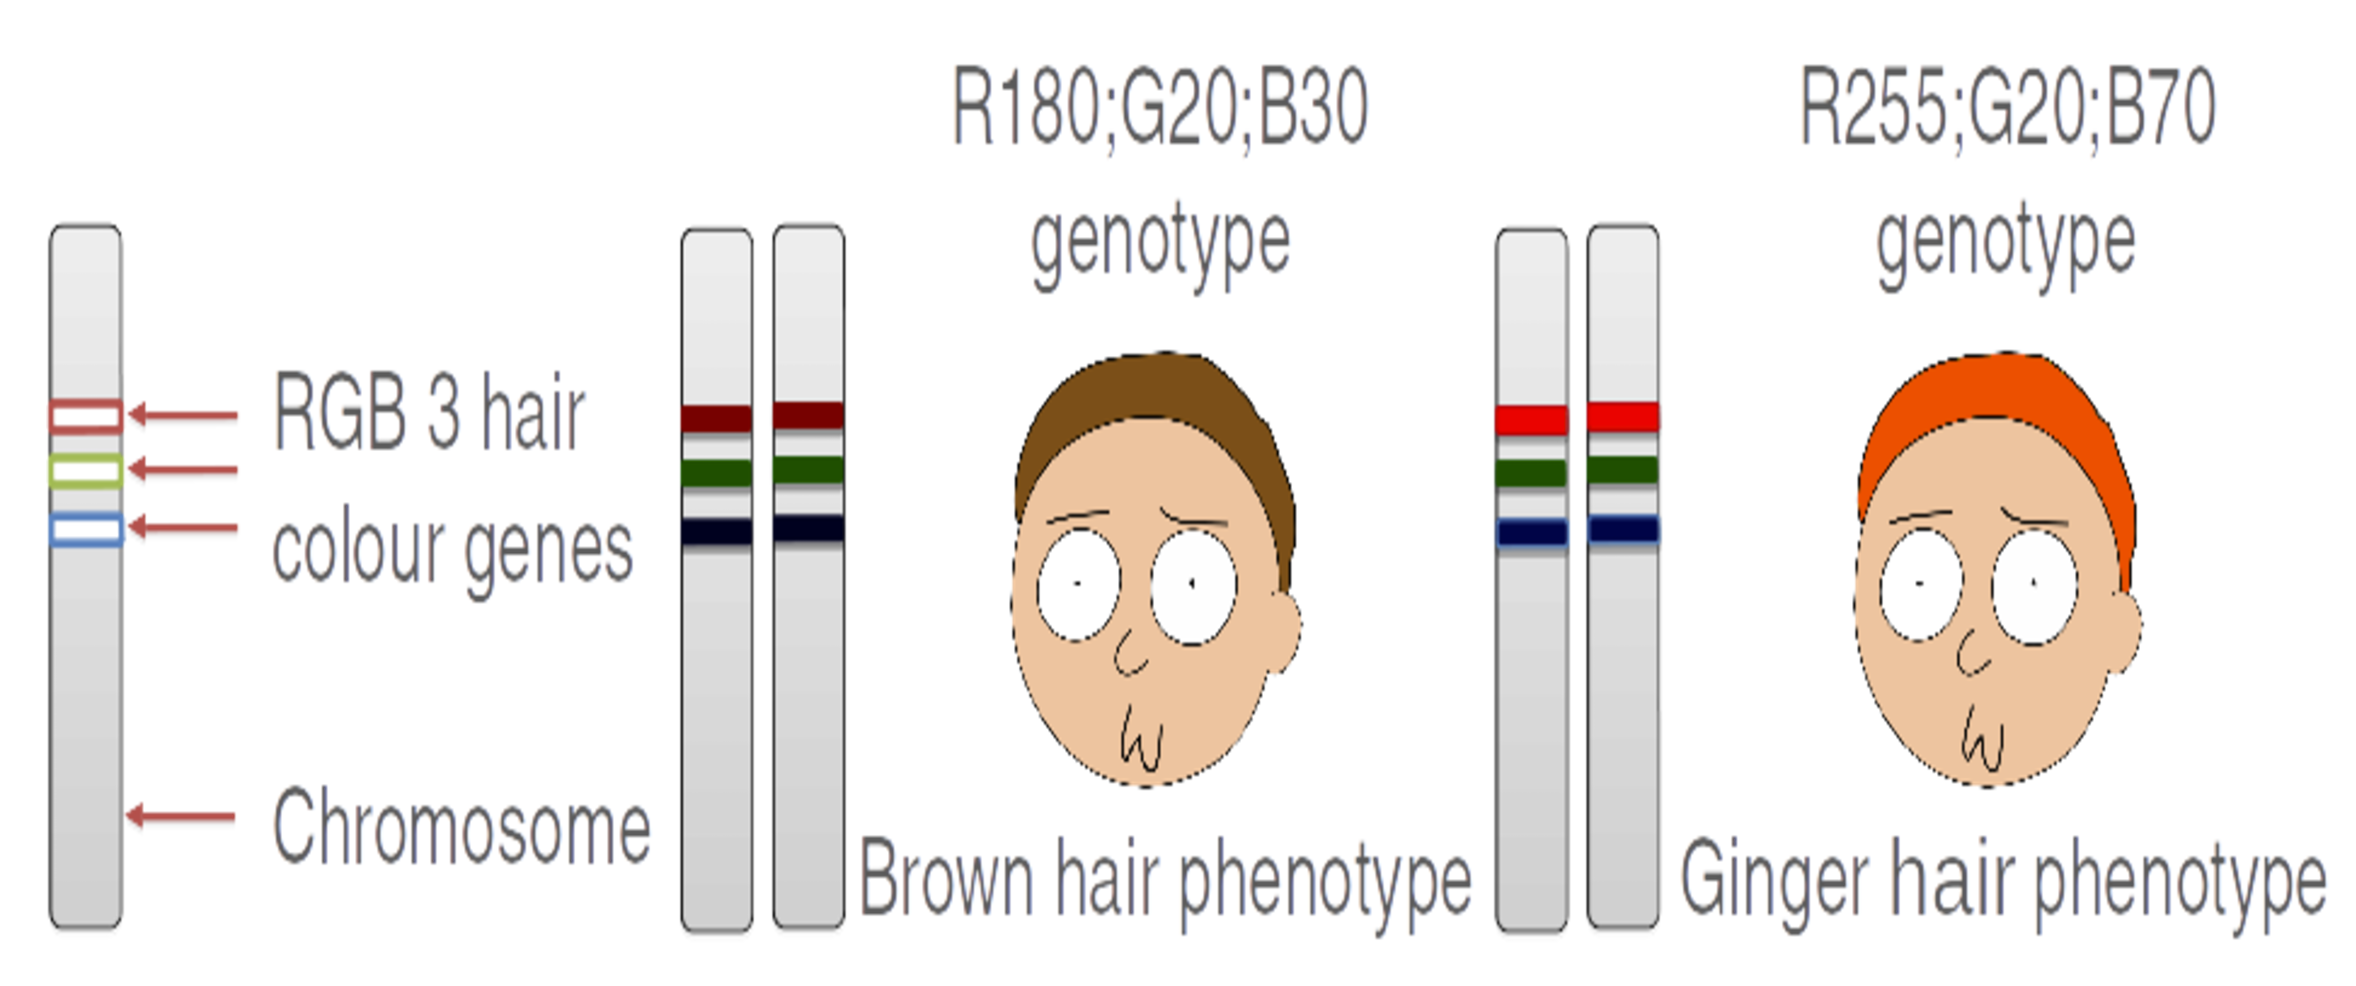 RGB 3 hair
colour genes
Chromosome
R180;G20;B30
genotype
Brown hair phenotype
R255;G20;B70
genotype
Ginger hair phenotype